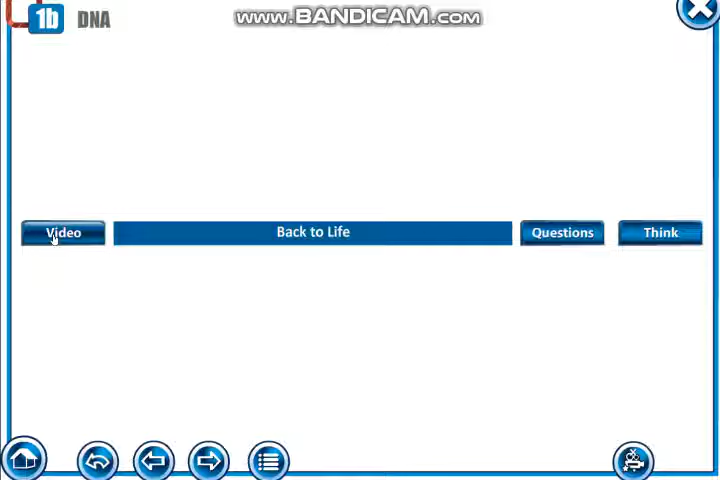 1b DNA
www.BANDICAM.com
Video
Back to Life
Questions
Think